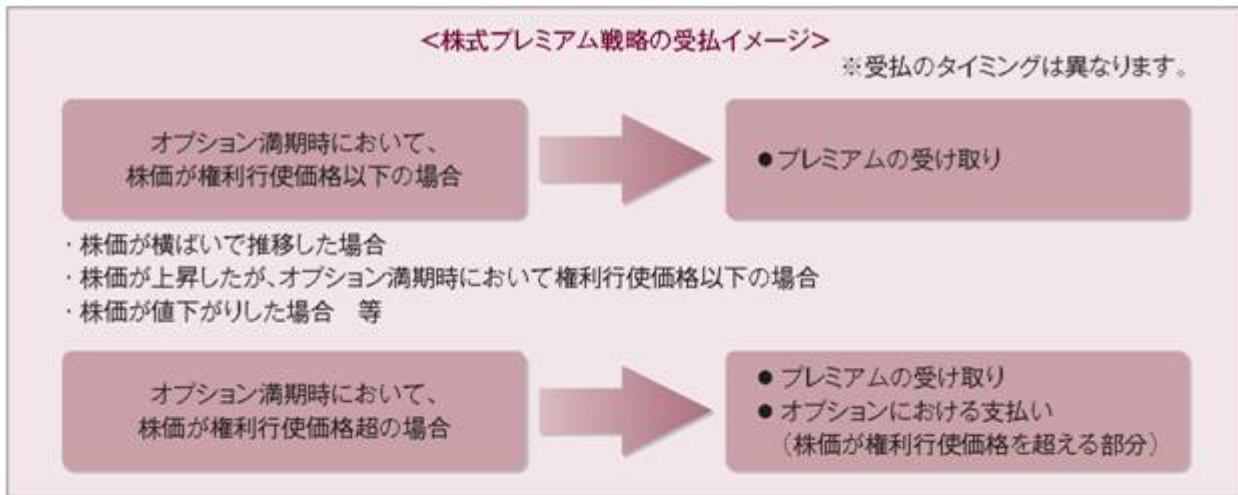 <株式プレミアム戦略の受払イメージ>
※受払のタイミングは異なります。
オプション満期時において、
株価が権利行使価格以下の場合
●プレミアムの受け取り
・株価が横ばいで推移した場合
・株価が上昇したが、オプション満期時において権利行使価格以下の場合
・株価が値下がりした場合　等
オプション満期時において、
株価が権利行使価格超の場合
●プレミアムの受け取り
●オプションにおける支払い
（株価が権利行使価格を超える部分）